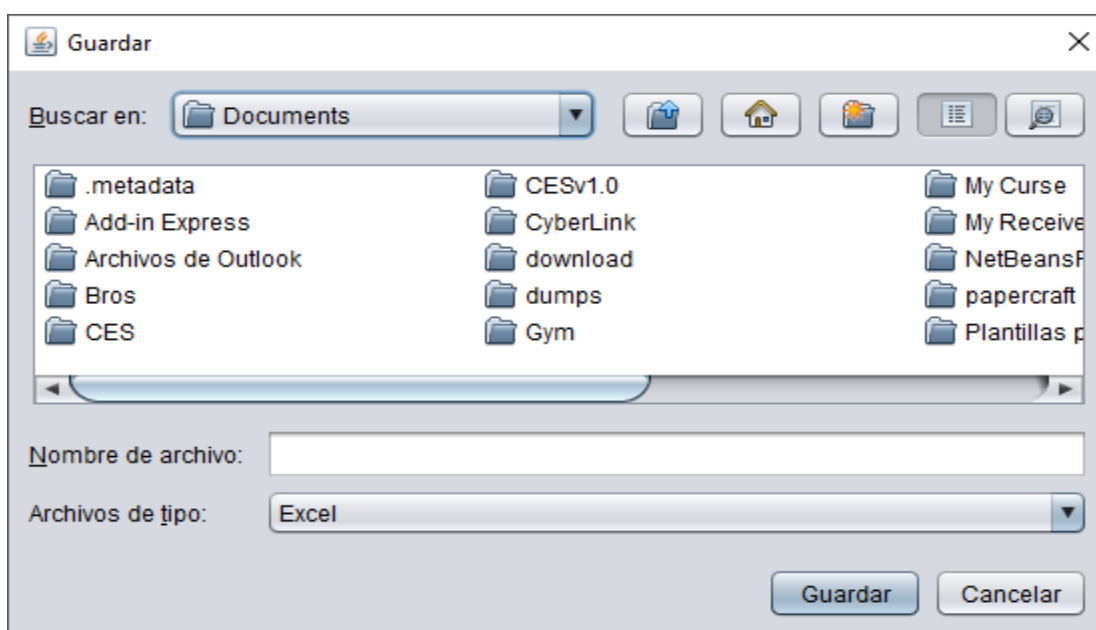 Guardar
Buscar en: Documents
.metadata CESv1.0 My Curse
Add-in Express CyberLink My Receive
Archivos de Outlook download NetBeansF
Bros dumps papercraft
CES Gym Plantillas p
Nombre de archivo:
Archivos de tipo: Excel
Guardar Cancelar